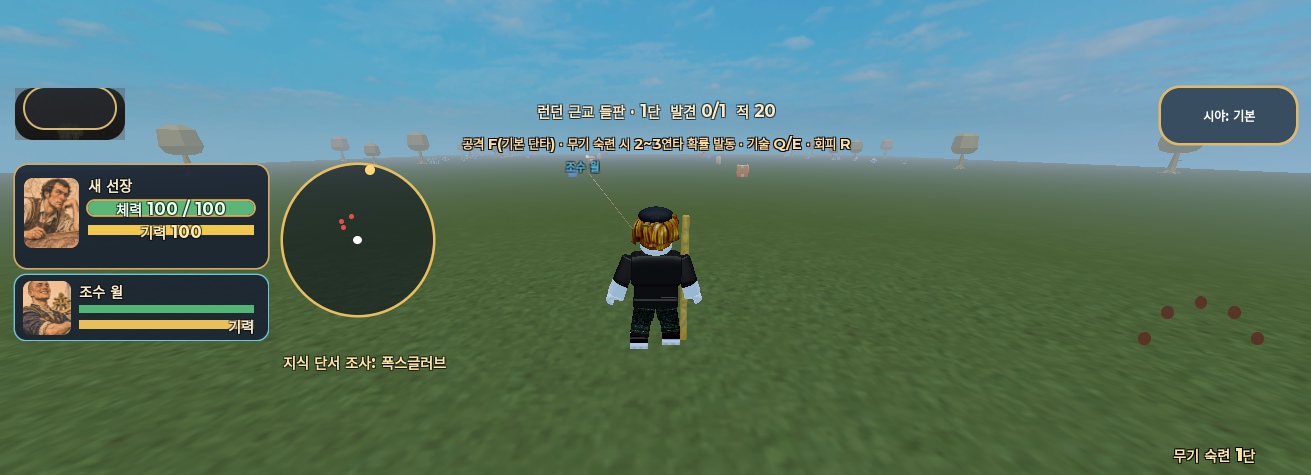 런던 근교 들판 · 1단 발견 0/1 적 20
공격 F(기본 단타) · 무기 숙련 시 2~3연타 확률 발동 · 기술 Q/E · 회피 R
시야: 기본
조수 월
새 선장
체력 100 / 100
기력 100
조수 월
기력
지식 단서 조사: 폭스글러브
무기 숙련 1단